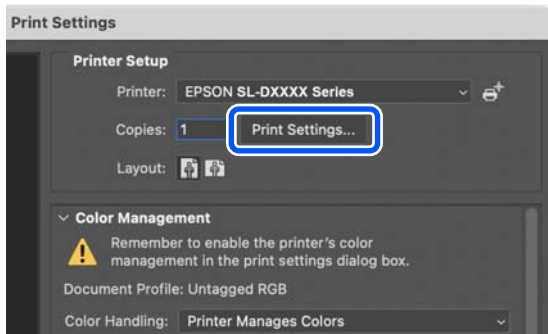 Print Settings
Printer Setup
Printer: EPSON SL-DXXXX Series
Copies: 1 Print Settings...
Layout:
Color Management
Remember to enable the printer's color
management in the print settings dialog box.
Document Profile: Untagged RGB
Color Handling: Printer Manages Colors